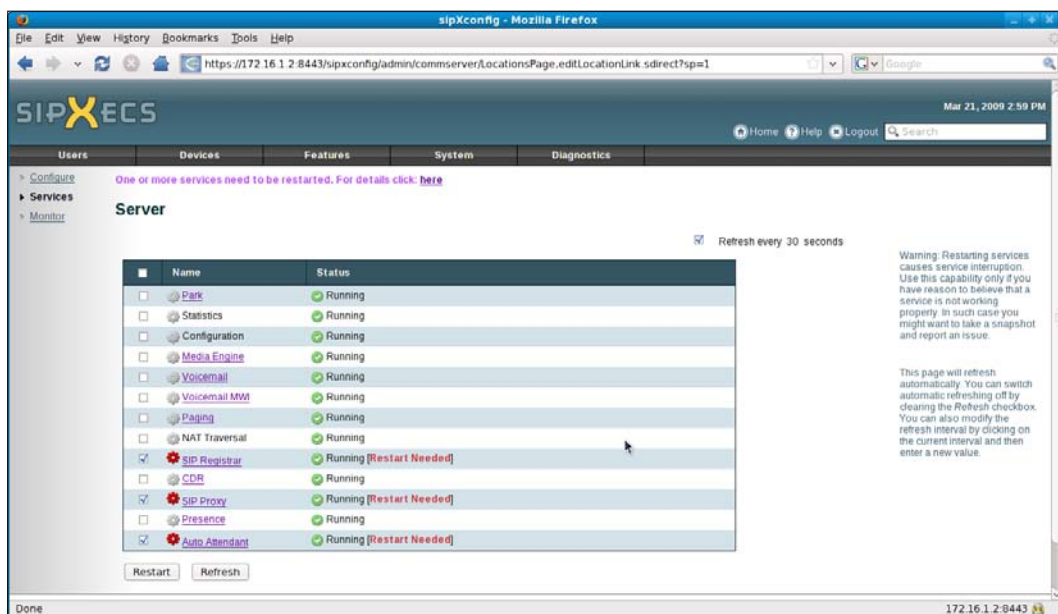 sipXconfig - Mozilla Firefox
File Edit View History Bookmarks Tools Help
https://172.16.1.2:8443/sipxconfig/admin/commserver/LocationsPage,editLocationLink.sdirect?sp=1 Google
SIPXECS
Mar 21, 2009 2:59 PM
Home Help Logout Search
Users Devices Features System Diagnostics
Configure
Services
Monitor
One or more services need to be restarted. For details click: here
Server
Refresh every 30 seconds
Name Status
Park Running
Statistics Running
Configuration Running
Media Engine Running
Voicemail Running
Voicemail MWI Running
Paging Running
NAT Traversal Running
SIP Registrar Running [Restart Needed]
CDR Running
SIP Proxy Running [Restart Needed]
Presence Running
Auto Attendant Running [Restart Needed]
Restart Refresh
Warning: Restarting services
causes service interruption.
Use this capability only if you
have reason to believe that a
service is not working
properly. In such case you
might want to take a snapshot
and report an issue.
This page will refresh
automatically. You can switch
automatic refreshing off by
clearing the Refresh checkbox.
You can also modify the
refresh interval by clicking on
the current interval and then
enter a new value.
Done 172.16.1.2:8443